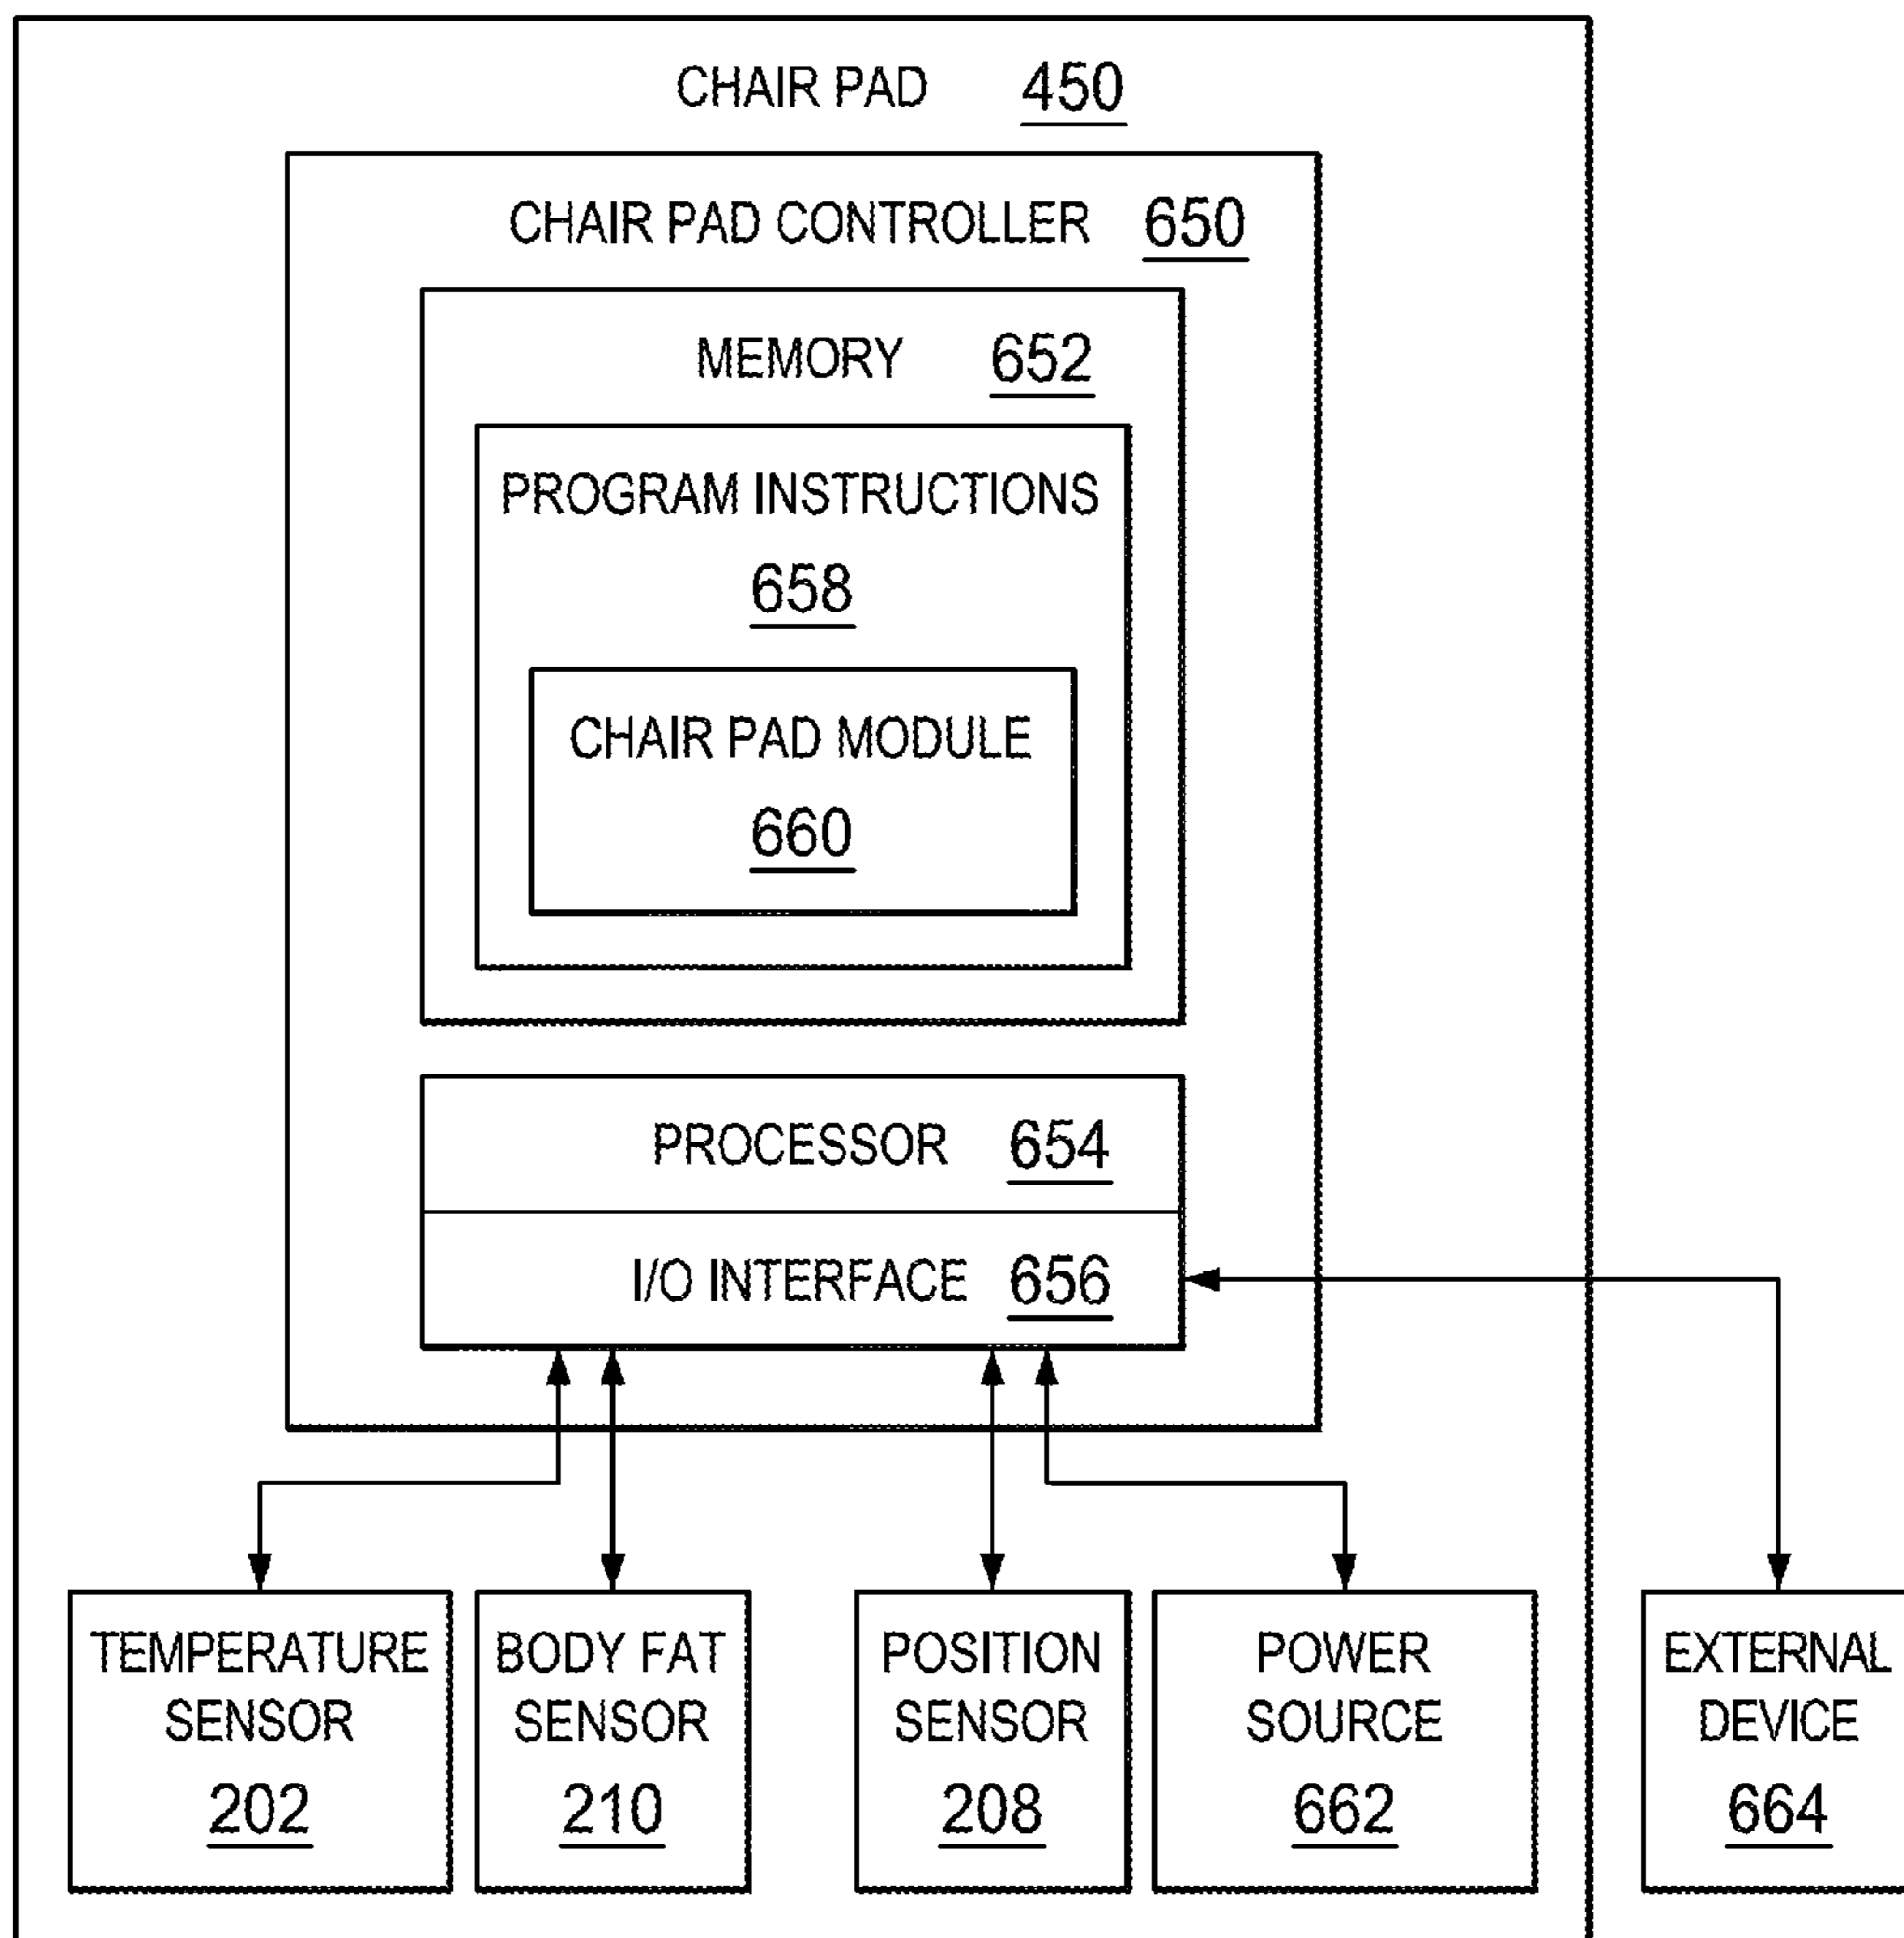 CHAIR PAD 450
CHAIR PAD CONTROLLER 650
MEMORY 652
PROGRAM INSTRUCTIONS
658
CHAIR PAD MODULE
660
PROCESSOR 654
I/O INTERFACE 656
TEMPERATURE
SENSOR
202
BODY FAT
SENSOR
210
POSITION
SENSOR
208
POWER
SOURCE
662
EXTERNAL
DEVICE
664